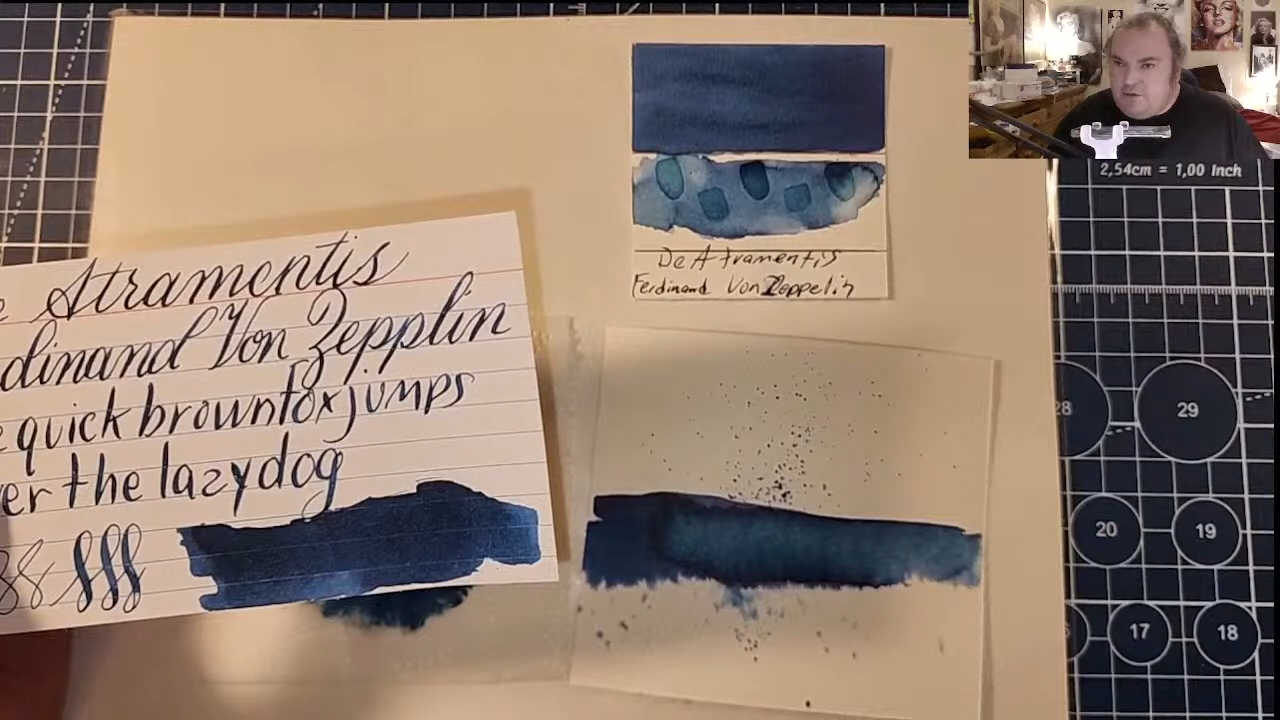 e Atramentis
dinand Von Zepplin
e quick brown fox jumps
er the lazy dog
De Atramentis
Ferdinand Von Zeppelin
2,54cm = 1,00 Inch
28
29
20
19
17
18